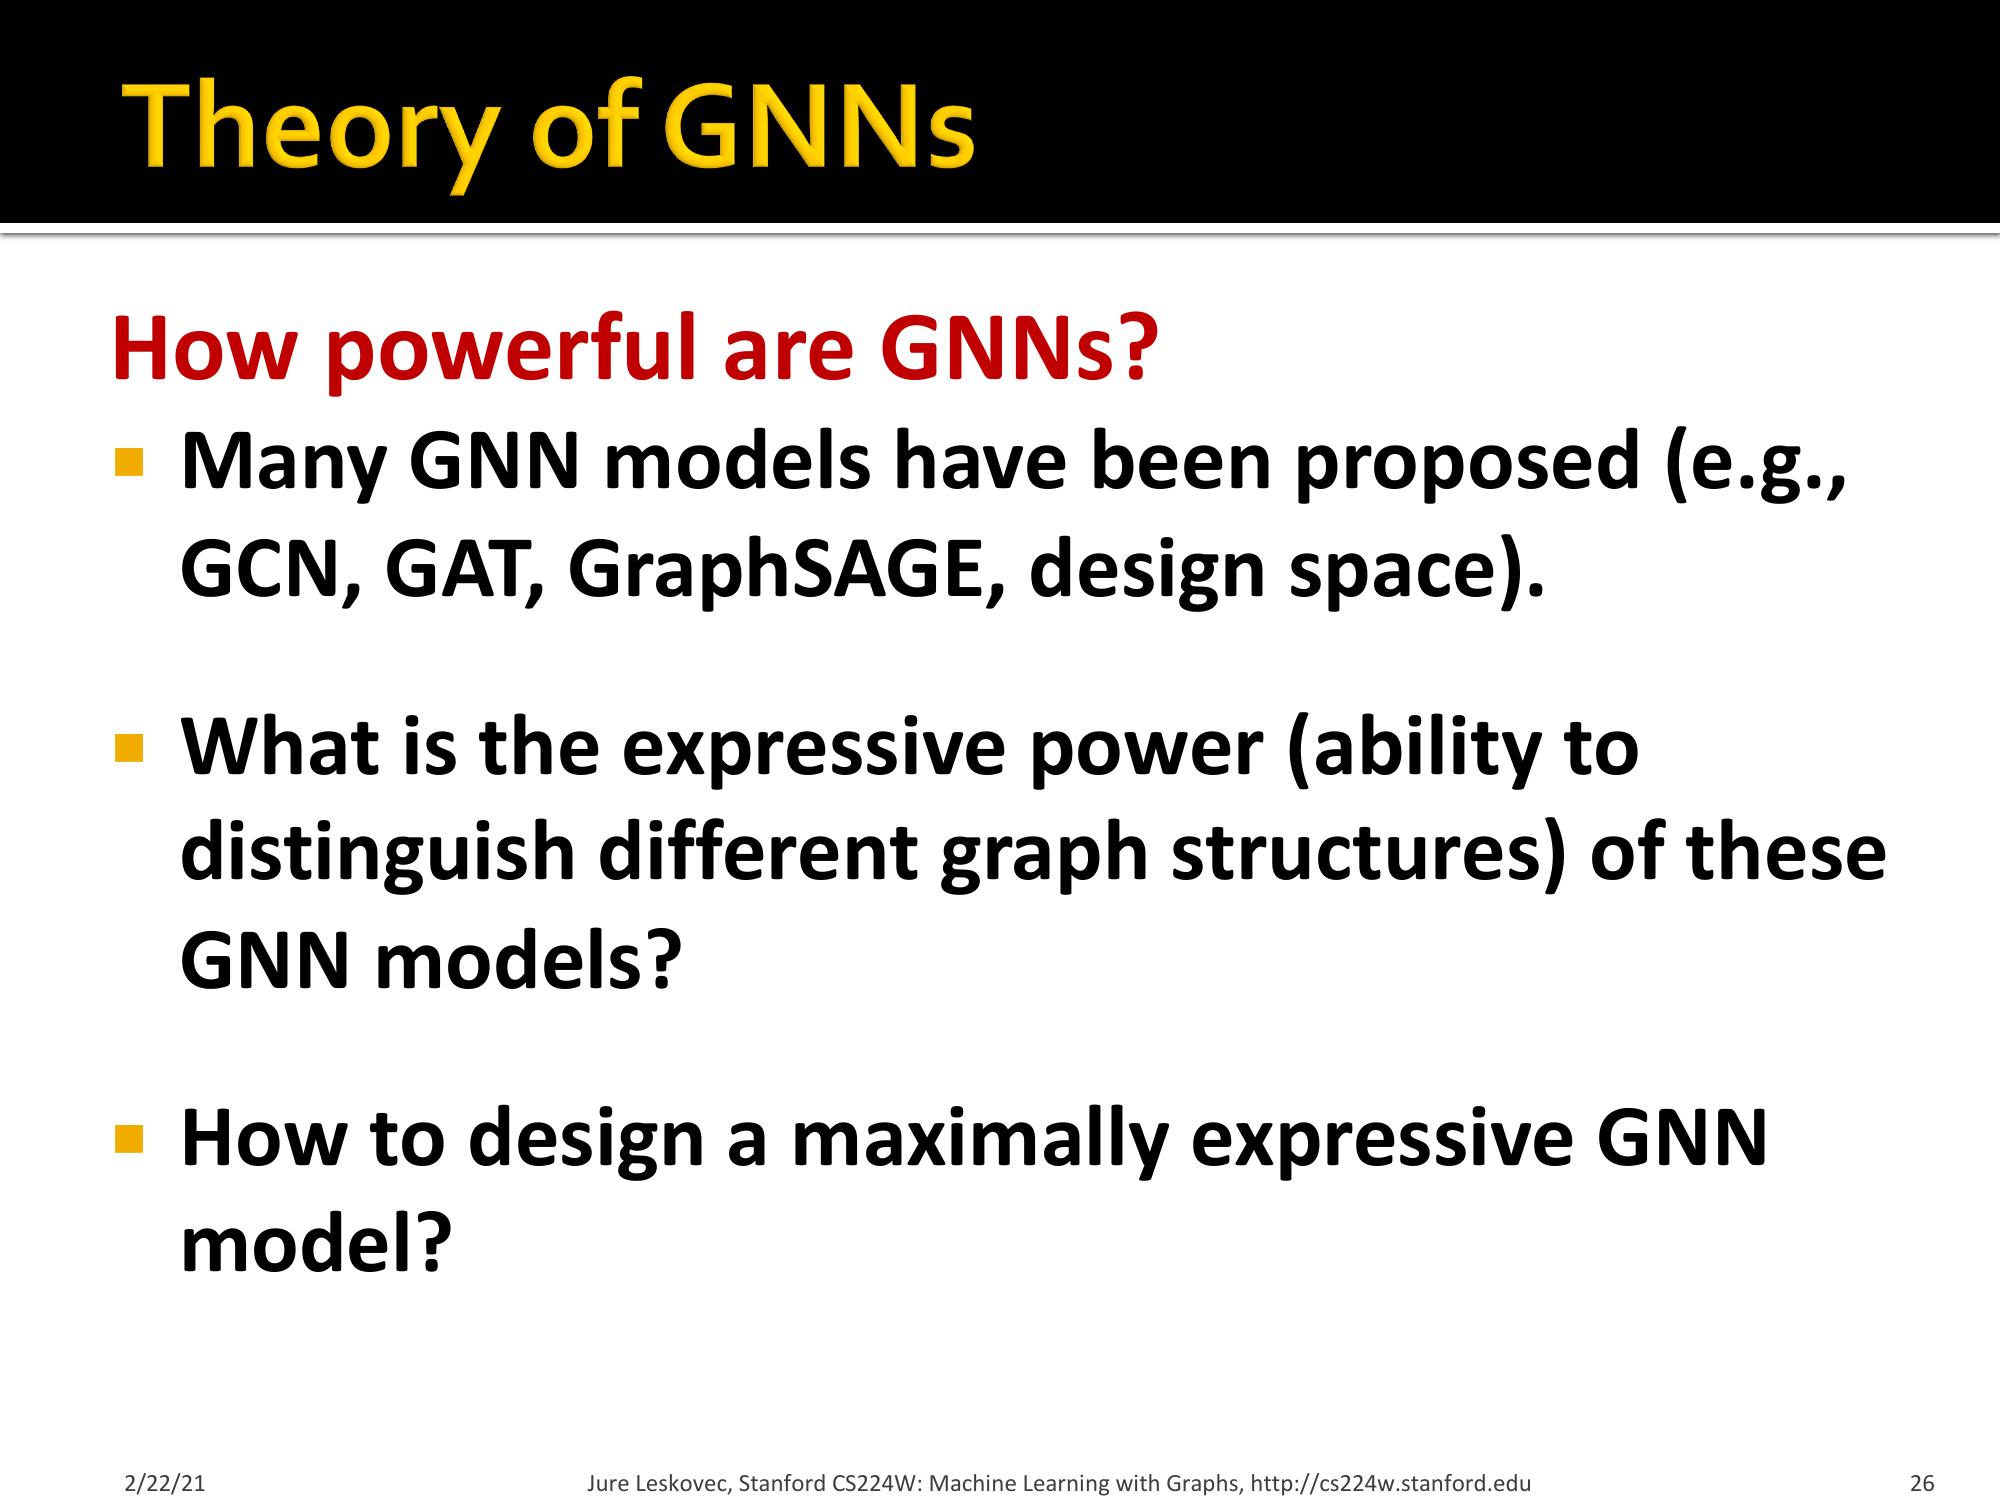 Theory of GNNs
How powerful are GNNs?
Many GNN models have been proposed (e.g.,
GCN, GAT, GraphSAGE, design space).
What is the expressive power (ability to
distinguish different graph structures) of these
GNN models?
How to design a maximally expressive GNN
model?
2/22/21
Jure Leskovec, Stanford CS224W: Machine Learning with Graphs, http://cs224w.stanford.edu
26